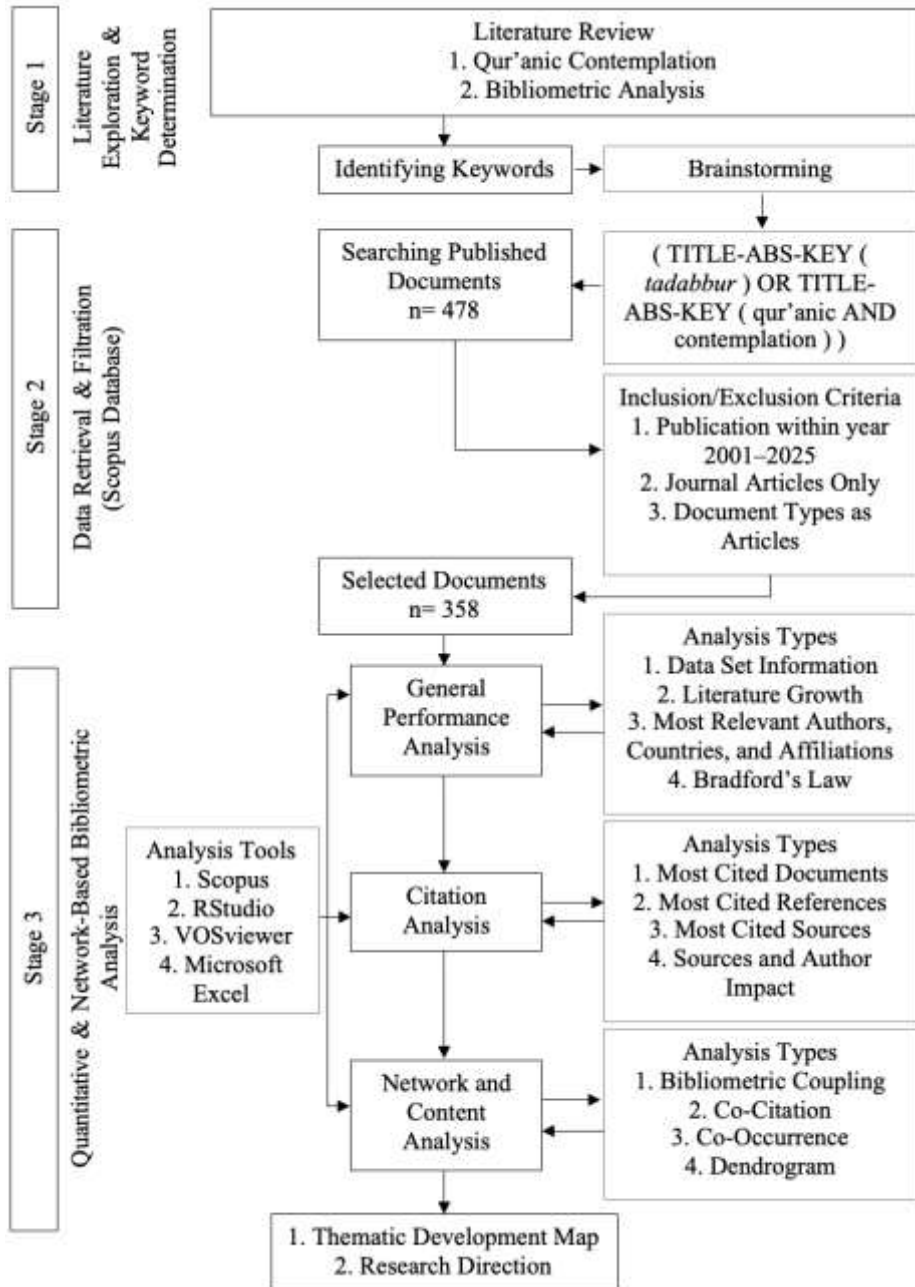 Stage 1
Literature
Exploration &
Keyword
Determination
Literature Review
1. Qur’anic Contemplation
2. Bibliometric Analysis
Identifying Keywords
Brainstorming
Stage 2
Data Retrieval & Filtration
(Scopus Database)
Searching Published
Documents
n= 478
( TITLE-ABS-KEY (
tadabbur ) OR TITLE-
ABS-KEY ( qur’anic AND
contemplation ) )
Inclusion/Exclusion Criteria
1. Publication within year
2001–2025
2. Journal Articles Only
3. Document Types as
Articles
Selected Documents
n= 358
Stage 3
Quantitative & Network-Based Bibliometric
Analysis
Analysis Tools
1. Scopus
2. RStudio
3. VOSviewer
4. Microsoft
Excel
General
Performance
Analysis
Analysis Types
1. Data Set Information
2. Literature Growth
3. Most Relevant Authors,
Countries, and Affiliations
4. Bradford’s Law
Citation
Analysis
Analysis Types
1. Most Cited Documents
2. Most Cited References
3. Most Cited Sources
4. Sources and Author
Impact
Network and
Content
Analysis
Analysis Types
1. Bibliometric Coupling
2. Co-Citation
3. Co-Occurrence
4. Dendrogram
1. Thematic Development Map
2. Research Direction